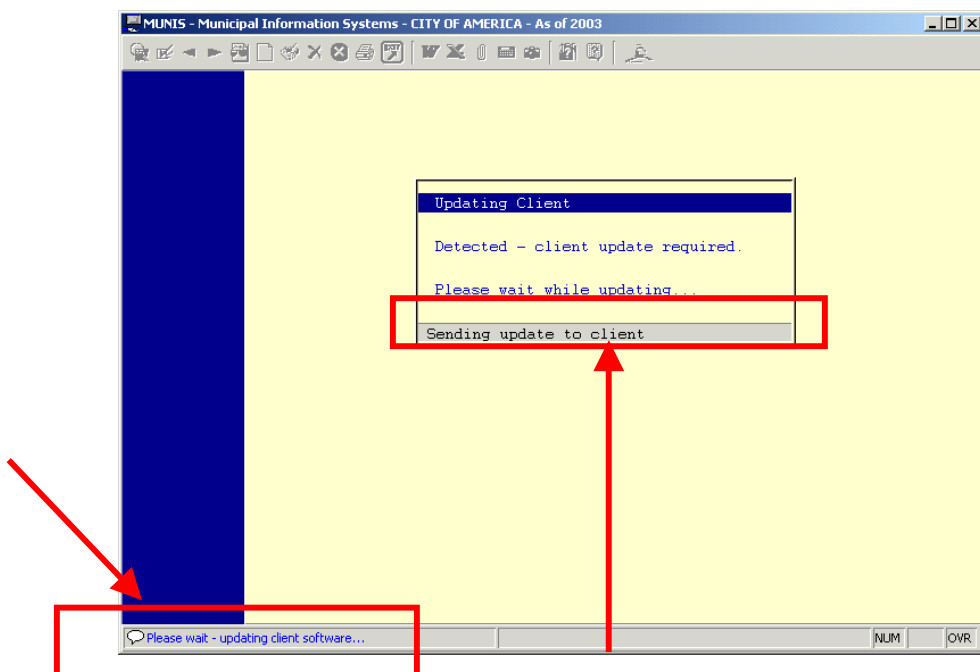 MUNIS - Municipal Information Systems - CITY OF AMERICA - As of 2003
Updating Client
Detected - client update required.
Please wait while updating...
Sending update to client
Please wait - updating client software...
NUM
OVR